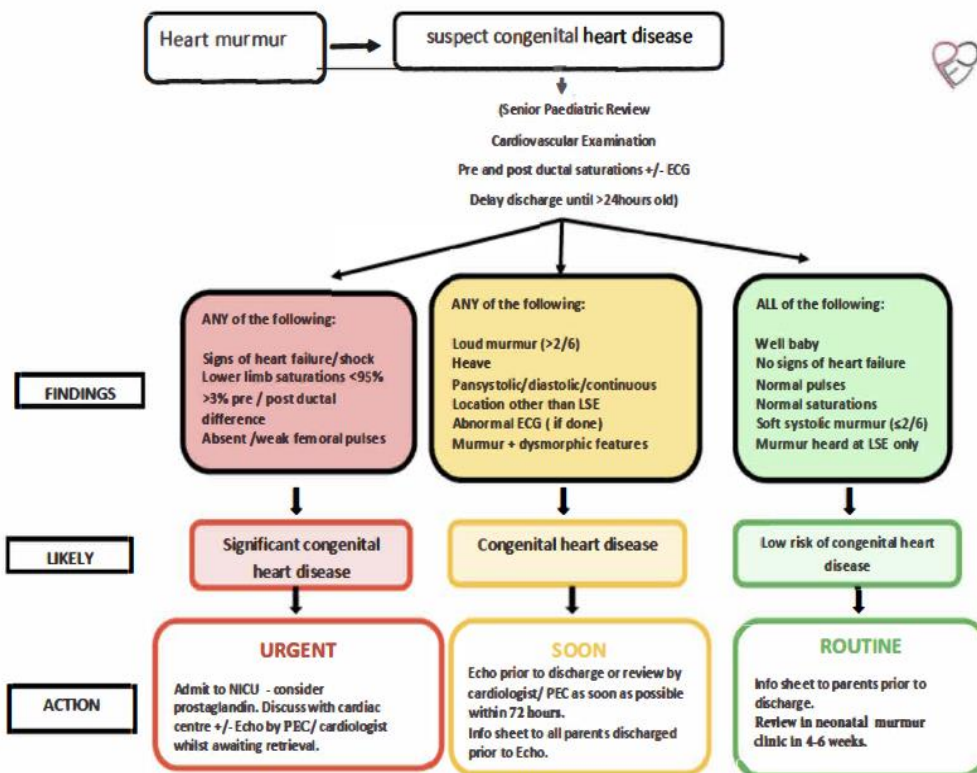 Heart murmur
suspect congenital heart disease
(Senior Paediatric Review
Cardiovascular Examination
Pre and post ductal saturations +/- ECG
Delay discharge until >24hours old)
FINDINGS
ANY of the following:
Signs of heart failure/shock
Lower limb saturations <95%
>3% pre / post ductal
difference
Absent /weak femoral pulses
ANY of the following:
Loud murmur (>2/6)
Heave
Pansystolic/diastolic/continuous
Location other than LSE
Abnormal ECG ( if done)
Murmur + dysmorphic features
ALL of the following:
Well baby
No signs of heart failure
Normal pulses
Normal saturations
Soft systolic murmur (≤2/6)
Murmur heard at LSE only
LIKELY
Significant congenital
heart disease
Congenital heart disease
Low risk of congenital heart
disease
ACTION
URGENT
Admit to NICU - consider
prostaglandin. Discuss with cardiac
centre +/- Echo by PEC/ cardiologist
whilst awaiting retrieval.
SOON
Echo prior to discharge or review by
cardiologist/ PEC as soon as possible
within 72 hours.
Info sheet to all parents discharged
prior to Echo.
ROUTINE
Info sheet to parents prior to
discharge.
Review in neonatal murmur
clinic in 4-6 weeks.